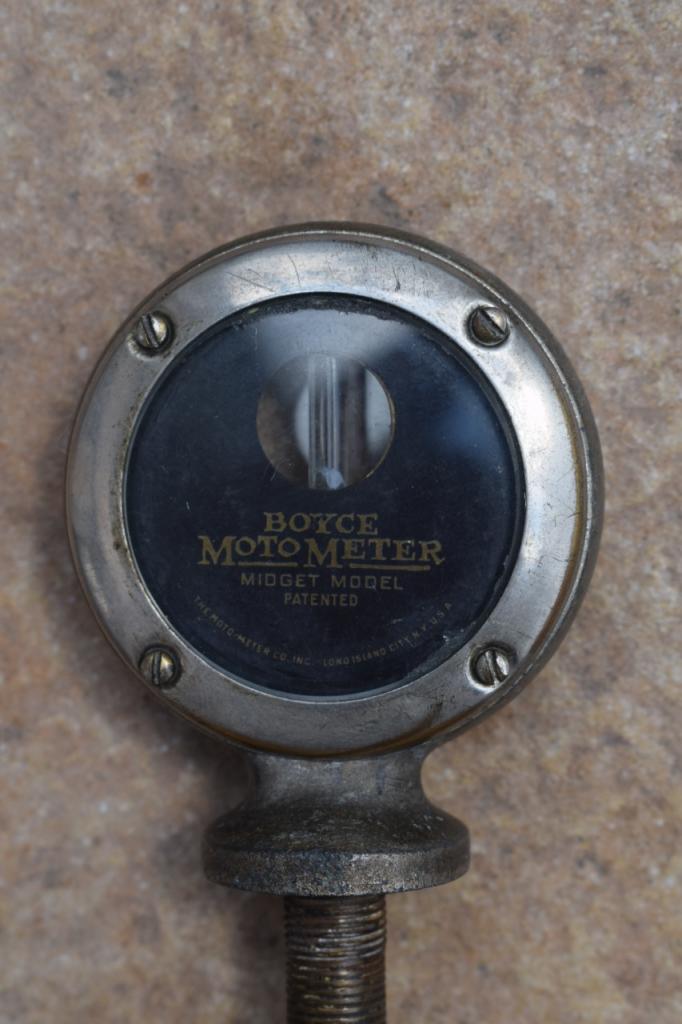 BOYCE
MOTOMETER
MIDGET MODEL
PATENTED
THE MOTO-METER CO. INC. - LONG ISLAND CITY, N.Y. U.S.A